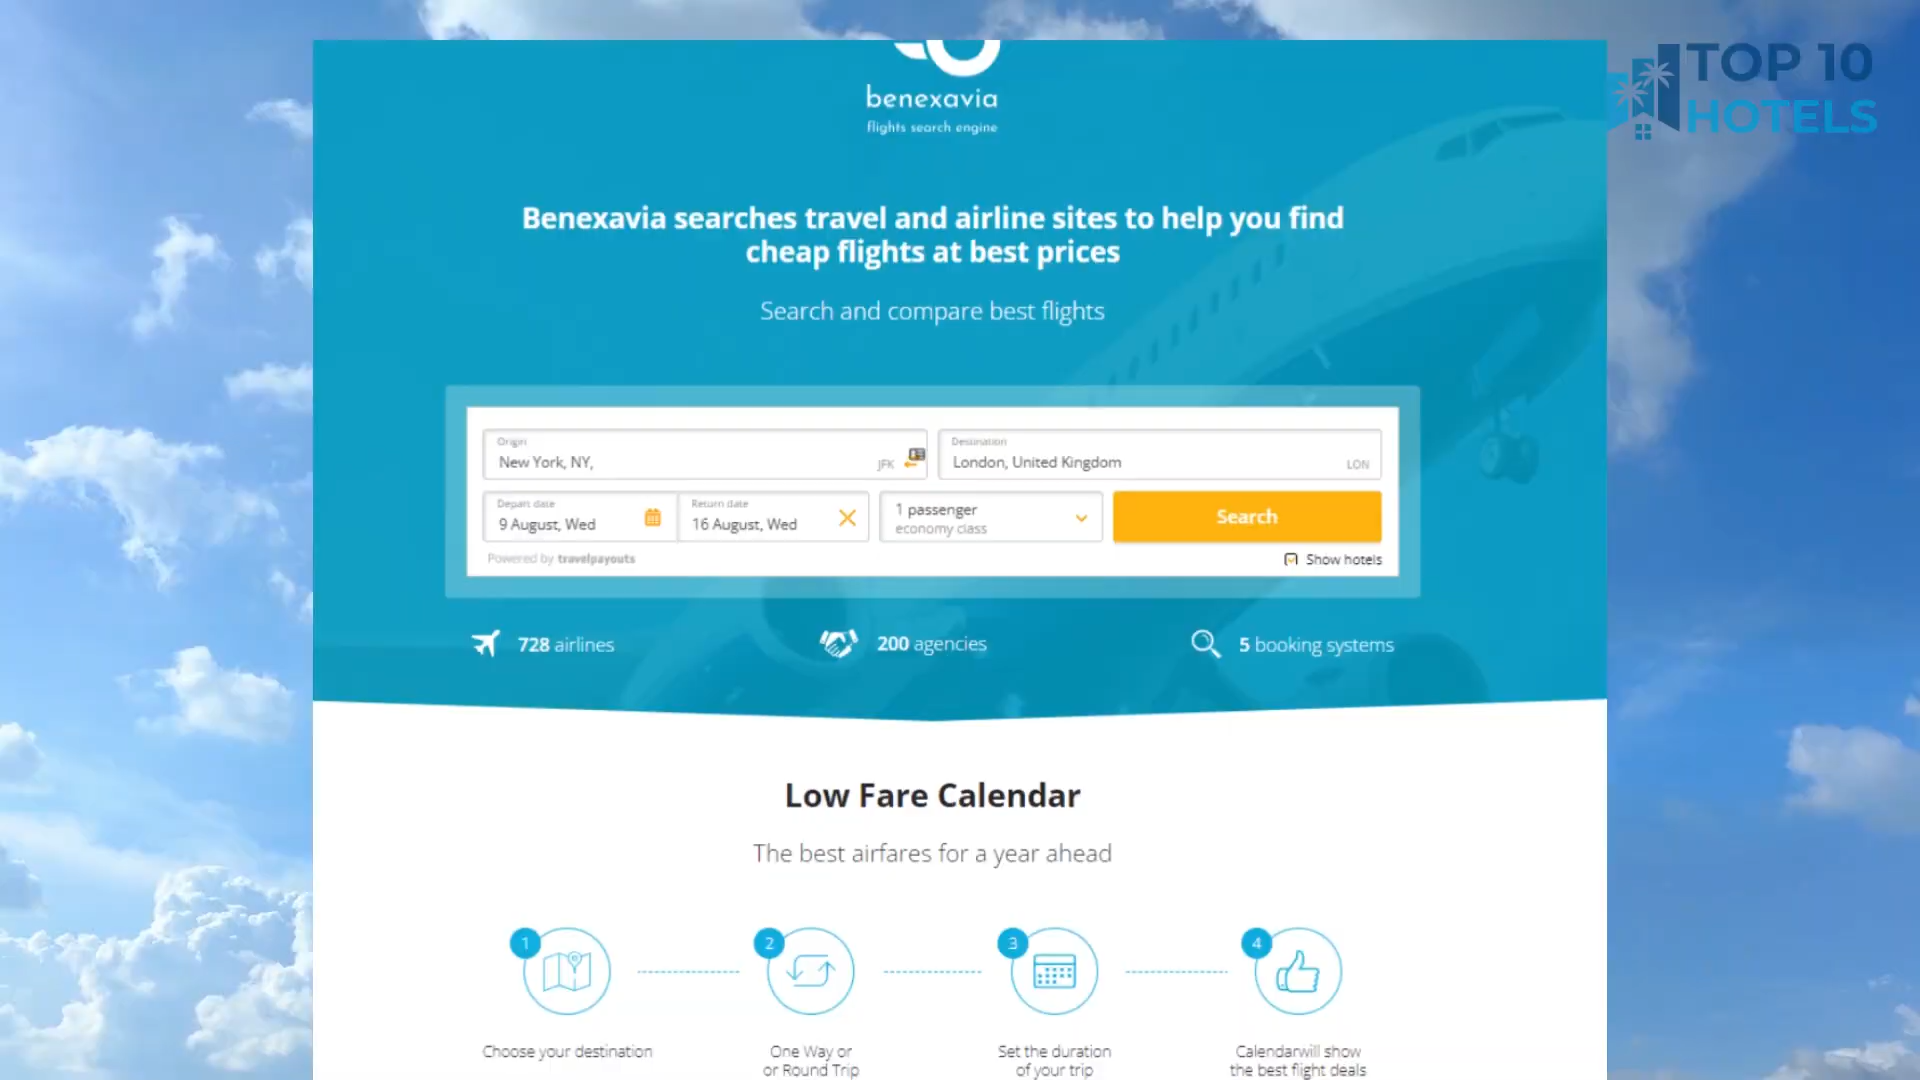 TOP 10
HOTELS
benexavia
flights search engine
Benexavia searches travel and airline sites to help you find
cheap flights at best prices
Search and compare best flights
Origin
New York, NY,
JFK
Destination
London, United Kingdom
LON
Depart date
9 August, Wed
Return date
16 August, Wed
1 passenger
economy class
Search
Powered by travelpayouts
Show hotels
728 airlines
200 agencies
5 booking systems
Low Fare Calendar
The best airfares for a year ahead
1
2
3
4
Choose your destination
One Way or
or Round Trip
Set the duration
of your trip
Calendarwill show
the best flight deals